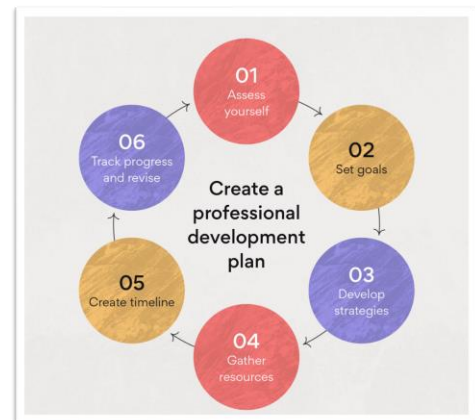 01
Assess
yourself
02
Set goals
03
Develop
strategies
04
Gather
resources
05
Create timeline
06
Track progress
and revise
Create a
professional
development
plan